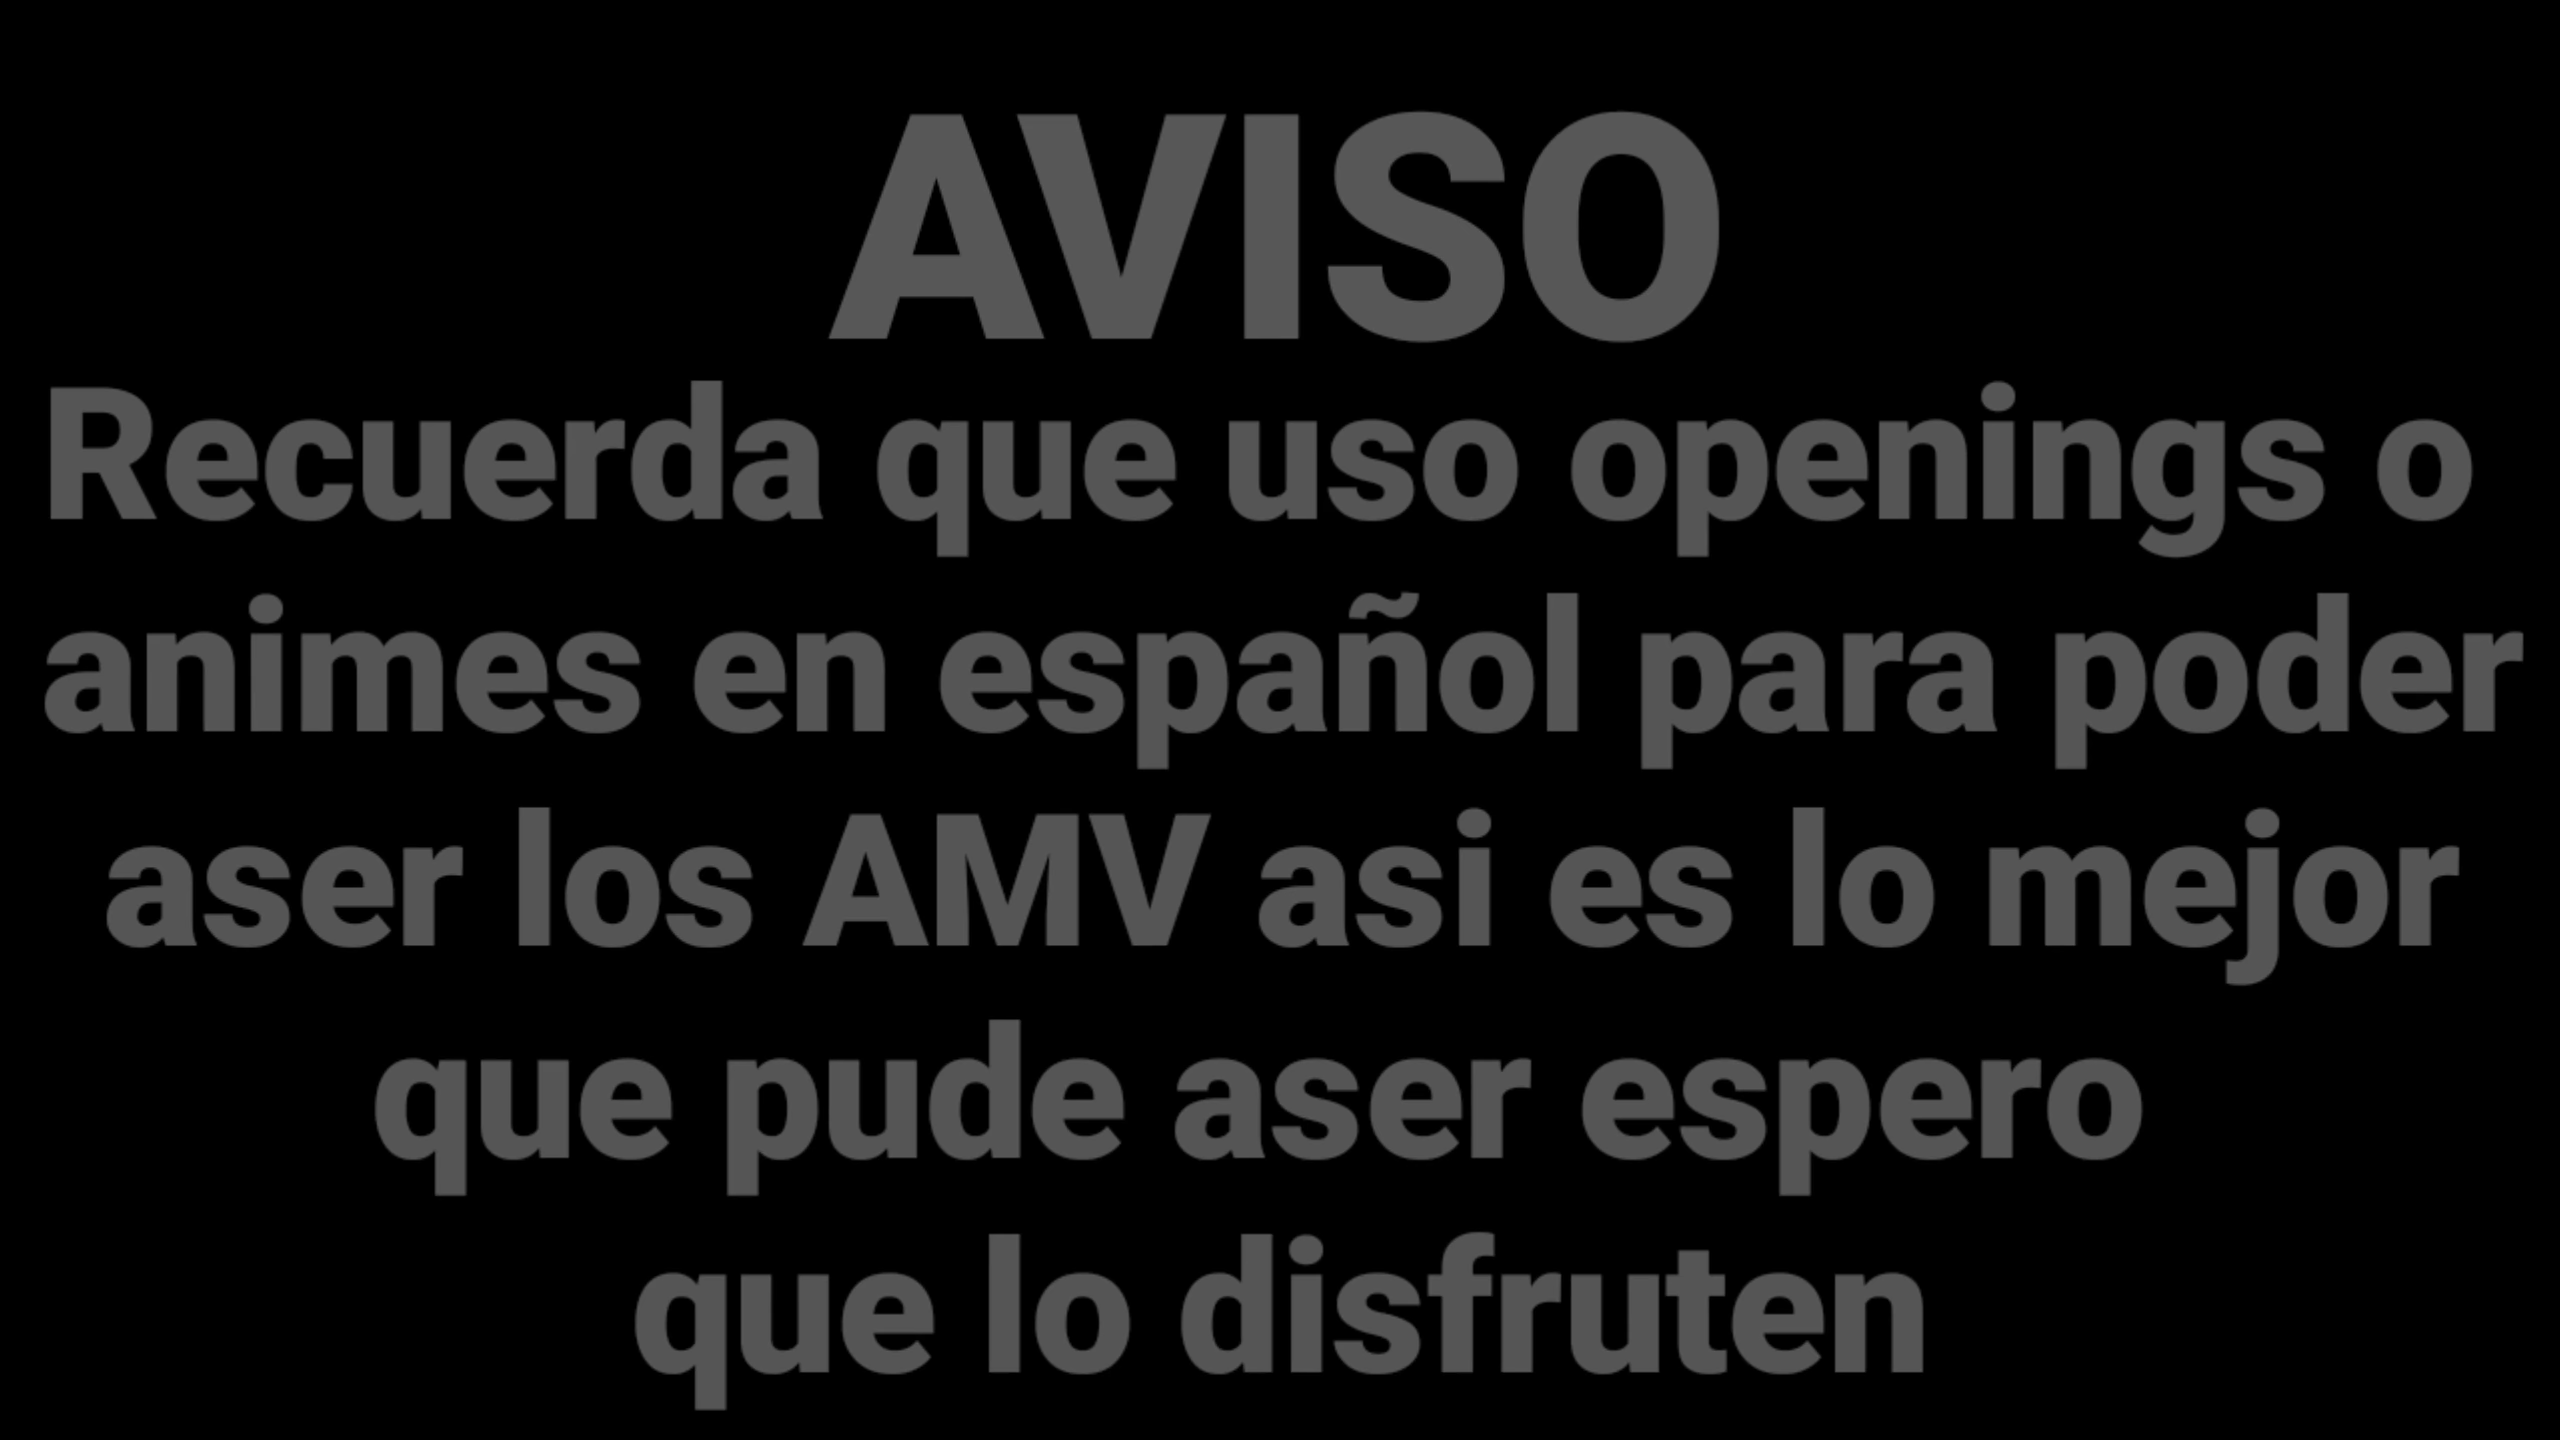 AVISO
Recuerda que uso openings o
animes en español para poder
aser los AMV asi es lo mejor
que pude aser espero
que lo disfruten